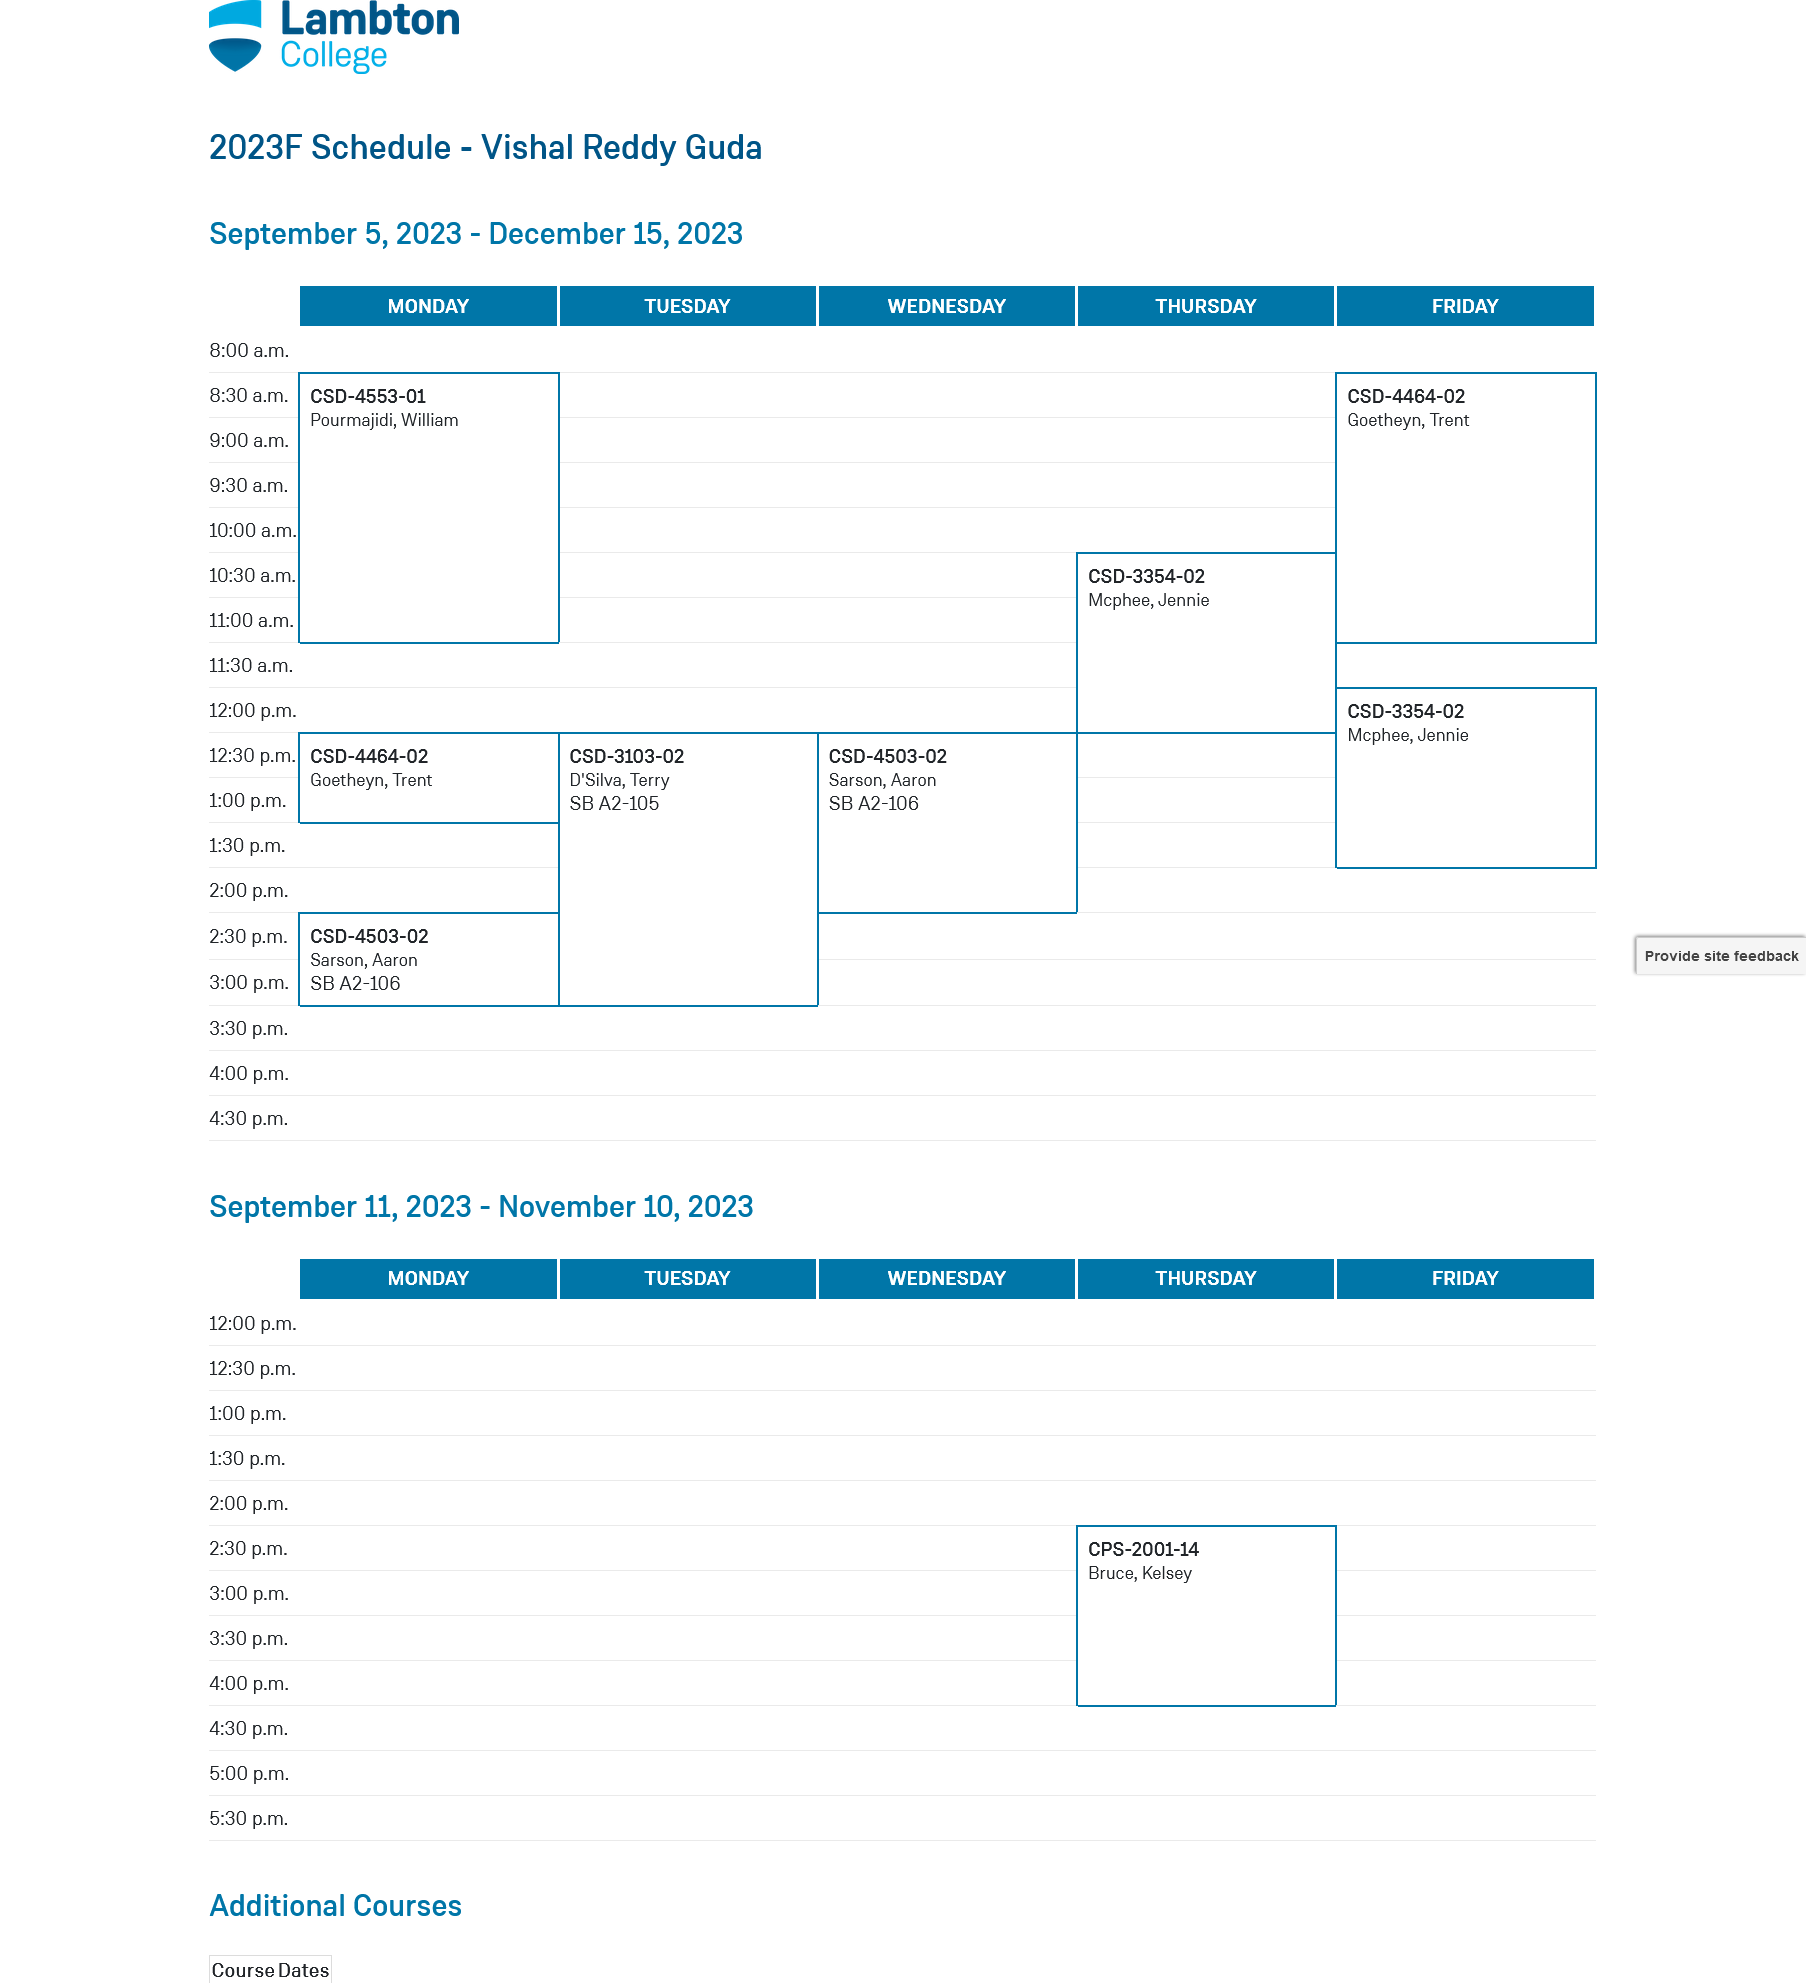 Lambton
College
2023F Schedule - Vishal Reddy Guda
September 5, 2023 - December 15, 2023
MONDAY TUESDAY WEDNESDAY THURSDAY FRIDAY
8:00 a.m.
8:30 a.m. CSD-4553-01 CSD-4464-02
Pourmajidi, William Goetheyn, Trent
9:00 a.m.
9:30 a.m.
10:00 a.m.
10:30 a.m. CSD-3354-02
Mcphee, Jennie
11:00 a.m.
11:30 a.m.
12:00 p.m. CSD-3354-02
Mcphee, Jennie
12:30 p.m. CSD-4464-02 CSD-3103-02 CSD-4503-02
Goetheyn, Trent D'Silva, Terry Sarson, Aaron
1:00 p.m. SB A2-105 SB A2-106
1:30 p.m.
2:00 p.m.
2:30 p.m. CSD-4503-02
Sarson, Aaron
3:00 p.m. SB A2-106
3:30 p.m.
4:00 p.m.
4:30 p.m.
Provide site feedback
September 11, 2023 - November 10, 2023
MONDAY TUESDAY WEDNESDAY THURSDAY FRIDAY
12:00 p.m.
12:30 p.m.
1:00 p.m.
1:30 p.m.
2:00 p.m.
2:30 p.m. CPS-2001-14
Bruce, Kelsey
3:00 p.m.
3:30 p.m.
4:00 p.m.
4:30 p.m.
5:00 p.m.
5:30 p.m.
Additional Courses
Course Dates